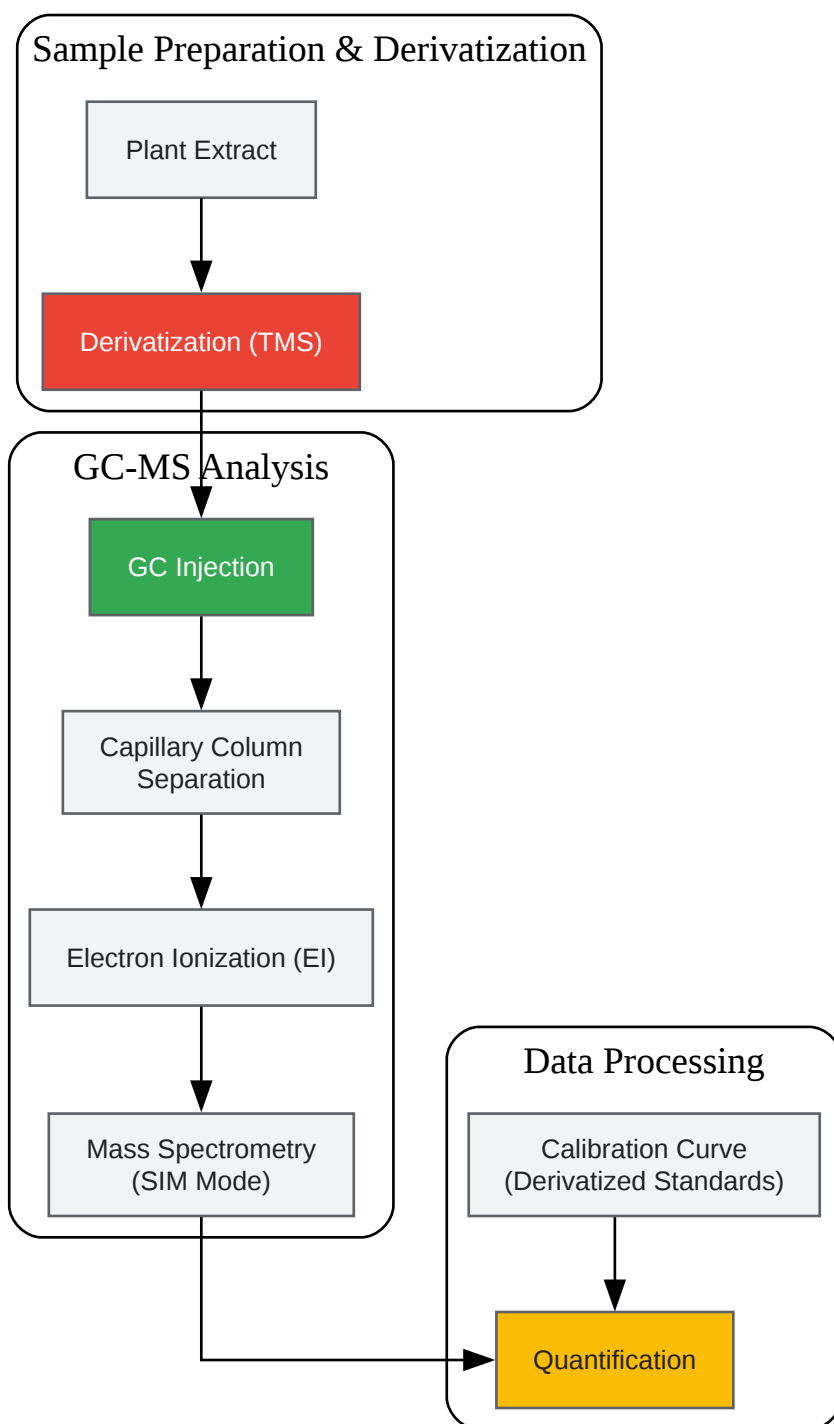 Sample Preparation & Derivatization
Plant Extract
Derivatization (TMS)
GC-MS Analysis
GC Injection
Capillary Column
Separation
Electron Ionization (EI)
Mass Spectrometry
(SIM Mode)
Data Processing
Calibration Curve
(Derivatized Standards)
Quantification